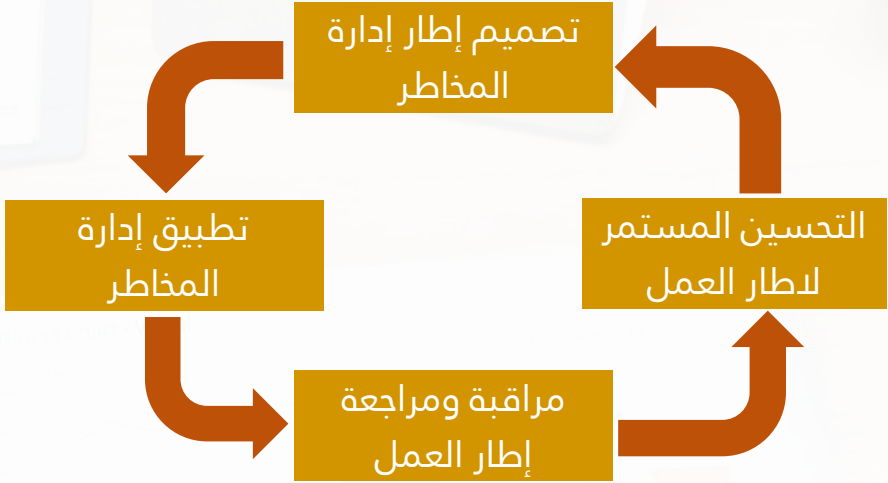 تصميم إطار إدارة
المخاطر
تطبيق إدارة
المخاطر
مراقبة ومراجعة
إطار العمل
التحسين المستمر
لاطار العمل